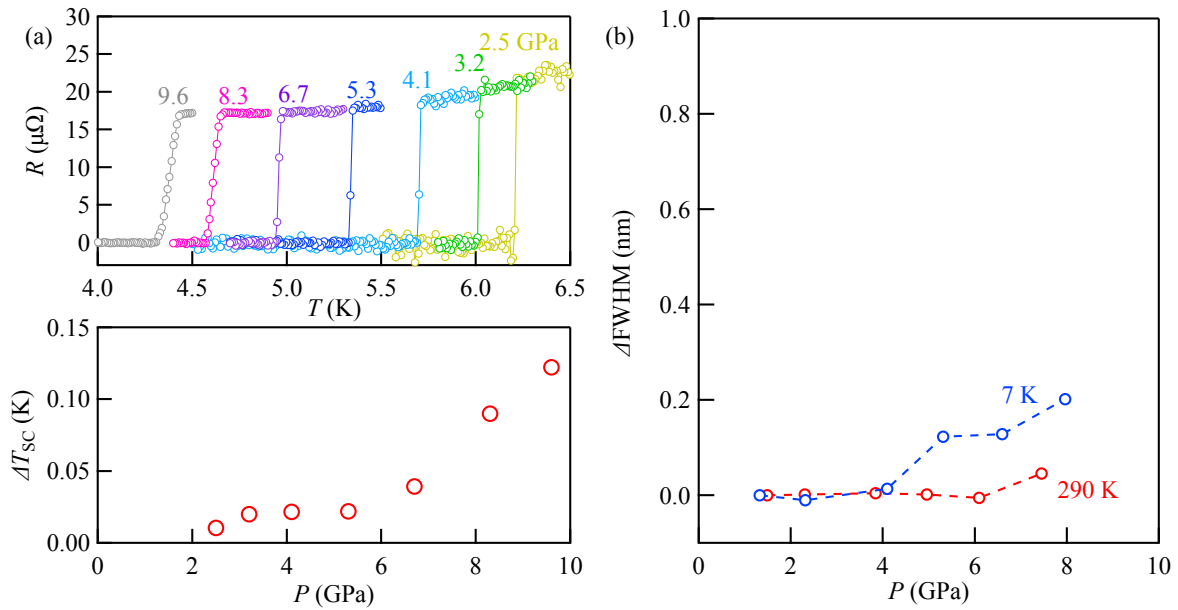 (a)
2.5 GPa
3.2
4.1
5.3
6.7
8.3
9.6
R (μΩ)
30
25
20
15
10
5
0
4.0 4.5 5.0 5.5 6.0 6.5
T (K)
ΔT_SC (K)
0.15
0.10
0.05
0.00
0 2 4 6 8 10
P (GPa)
(b)
ΔFWHM (nm)
1.0
0.8
0.6
0.4
0.2
0.0
7 K
290 K
0 2 4 6 8 10
P (GPa)